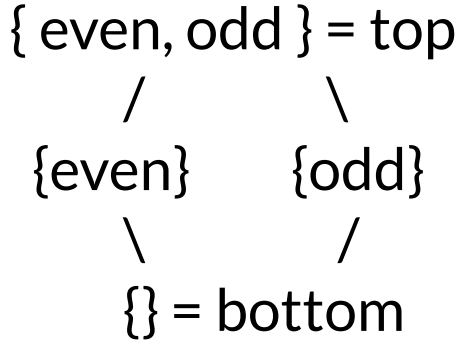 { even, odd } = top
/ \
{even} {odd}
\ /
{} = bottom